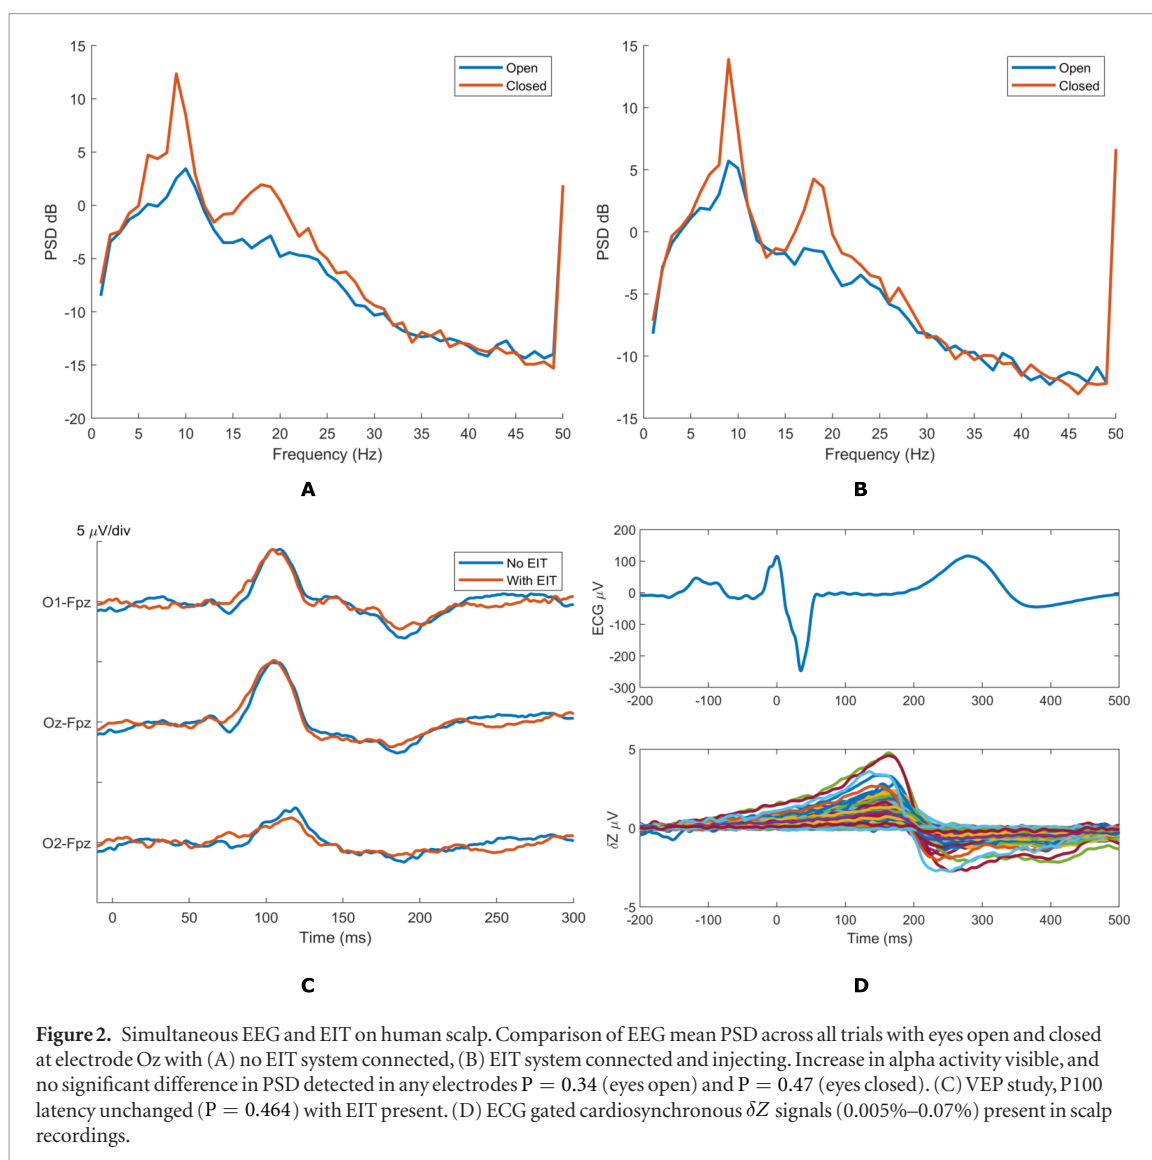 15
10
5
0
-5
-10
-15
-20
PSD dB
0 5 10 15 20 25 30 35 40 45 50
Frequency (Hz)
Open
Closed
A
15
10
5
0
-5
-10
-15
PSD dB
0 5 10 15 20 25 30 35 40 45 50
Frequency (Hz)
Open
Closed
B
5 μV/div
No EIT
With EIT
O1-Fpz
Oz-Fpz
O2-Fpz
0 50 100 150 200 250 300
Time (ms)
C
200
100
0
-100
-200
-300
ECG μV
-200 -100 0 100 200 300 400 500
5
0
-5
δZ μV
-200 -100 0 100 200 300 400 500
Time (ms)
D
Figure 2. Simultaneous EEG and EIT on human scalp. Comparison of EEG mean PSD across all trials with eyes open and closed
at electrode Oz with (A) no EIT system connected, (B) EIT system connected and injecting. Increase in alpha activity visible, and
no significant difference in PSD detected in any electrodes P = 0.34 (eyes open) and P = 0.47 (eyes closed). (C) VEP study, P100
latency unchanged (P = 0.464) with EIT present. (D) ECG gated cardiosynchronous δZ signals (0.005%–0.07%) present in scalp
recordings.